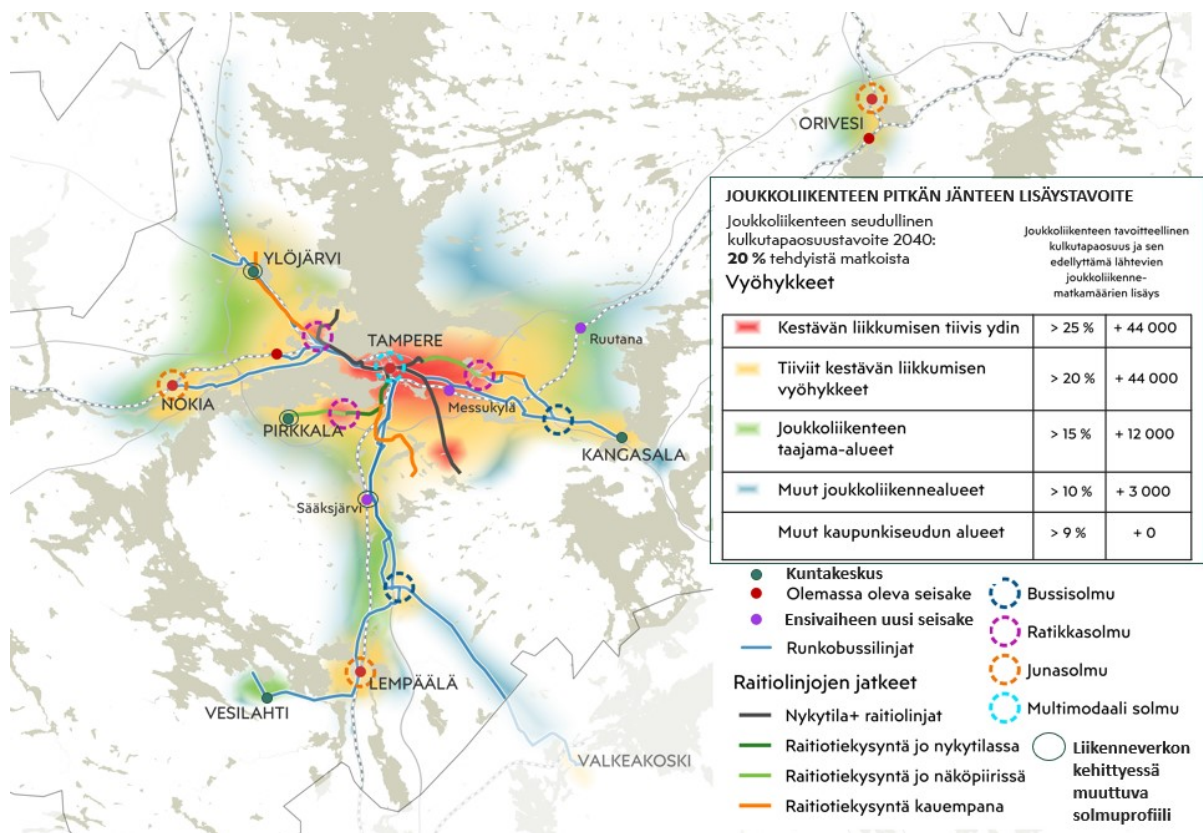 ORIVESI
YLÖJÄRVI
TAMPERE
Ruutana
NOKIA
Messukylä
PIRKKALA
KANGASALA
Sääksjärvi
LEMPÄÄLÄ
VESILAHTI
VALKEAKOSKI
JOUKKOLIIKENTEEN PITKÄN JÄNTEEN LISÄYSTAVOITE
Joukkoliikenteen seudullinen
kulkutapaosuustavoite 2040:
20 % tehdyistä matkoista
Vyöhykkeet
Joukkoliikenteen tavoitteellinen
kulkutapaosuus ja sen
edellyttämä lähtevien
joukkoliikenne-
matkamäärien lisäys
Kestävän liikkumisen tiivis ydin > 25 % + 44 000
Tiiviit kestävän liikkumisen
vyöhykkeet > 20 % + 44 000
Joukkoliikenteen
taajama-alueet > 15 % + 12 000
Muut joukkoliikennealueet > 10 % + 3 000
Muut kaupunkiseudun alueet > 9 % + 0
Kuntakeskus
Olemassa oleva seisake
Ensivaiheen uusi seisake
Runkobussilinjat
Raitiolinjojen jatkeet
Nykytila+ raitiolinjat
Raitiotiekysyntä jo nykytilassa
Raitiotiekysyntä jo näköpiirissä
Raitiotiekysyntä kauempana
Bussisolmu
Ratikkasolmu
Junasolmu
Multimodaali solmu
Liikenneverkon
kehittyessä
muuttuva
solmuprofiili